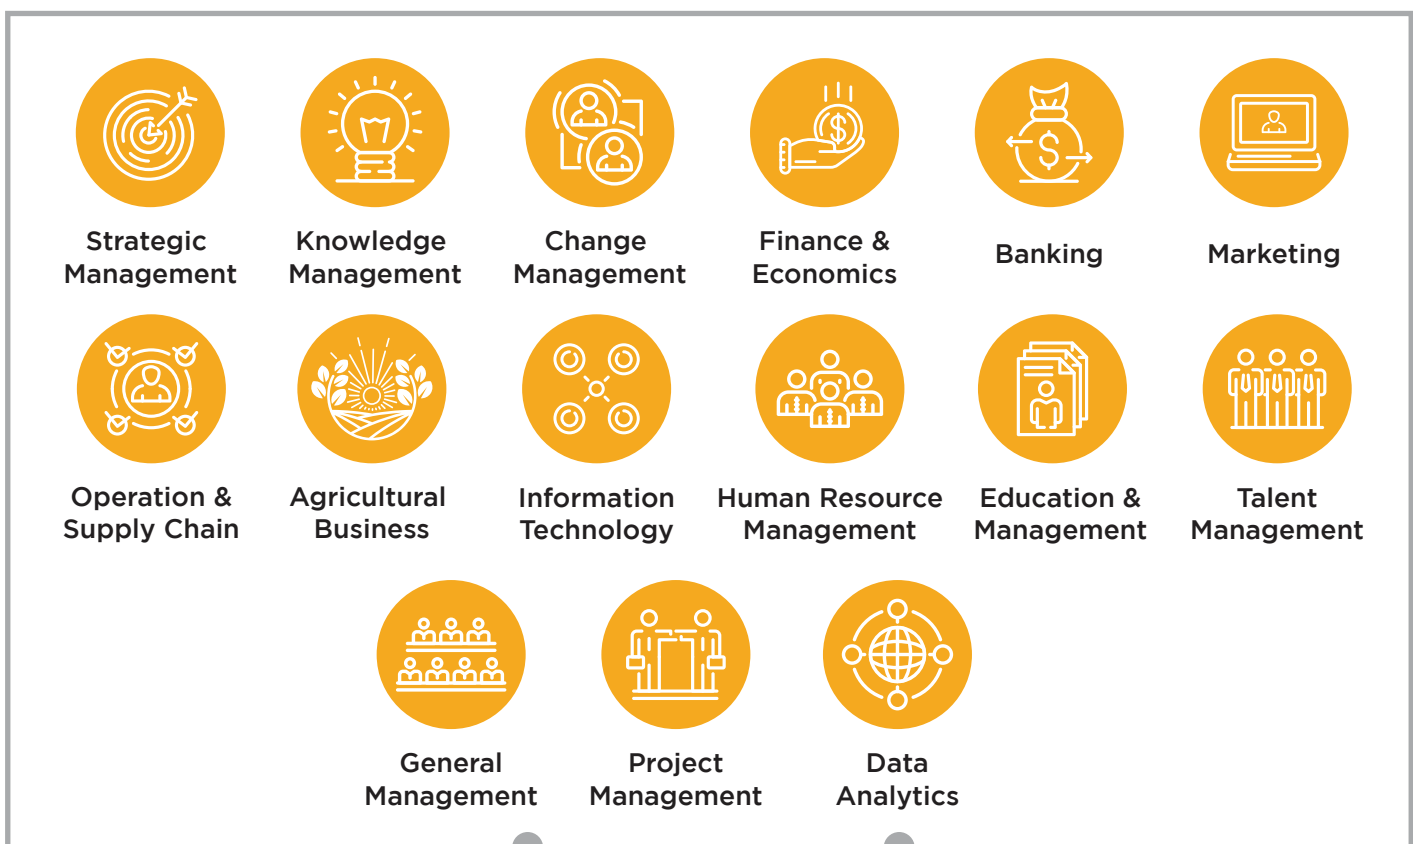 Strategic
Management
Knowledge
Management
Change
Management
Finance &
Economics
Banking
Marketing
Operation &
Supply Chain
Agricultural
Business
Information
Technology
Human Resource
Management
Education &
Management
Talent
Management
General
Management
Project
Management
Data
Analytics